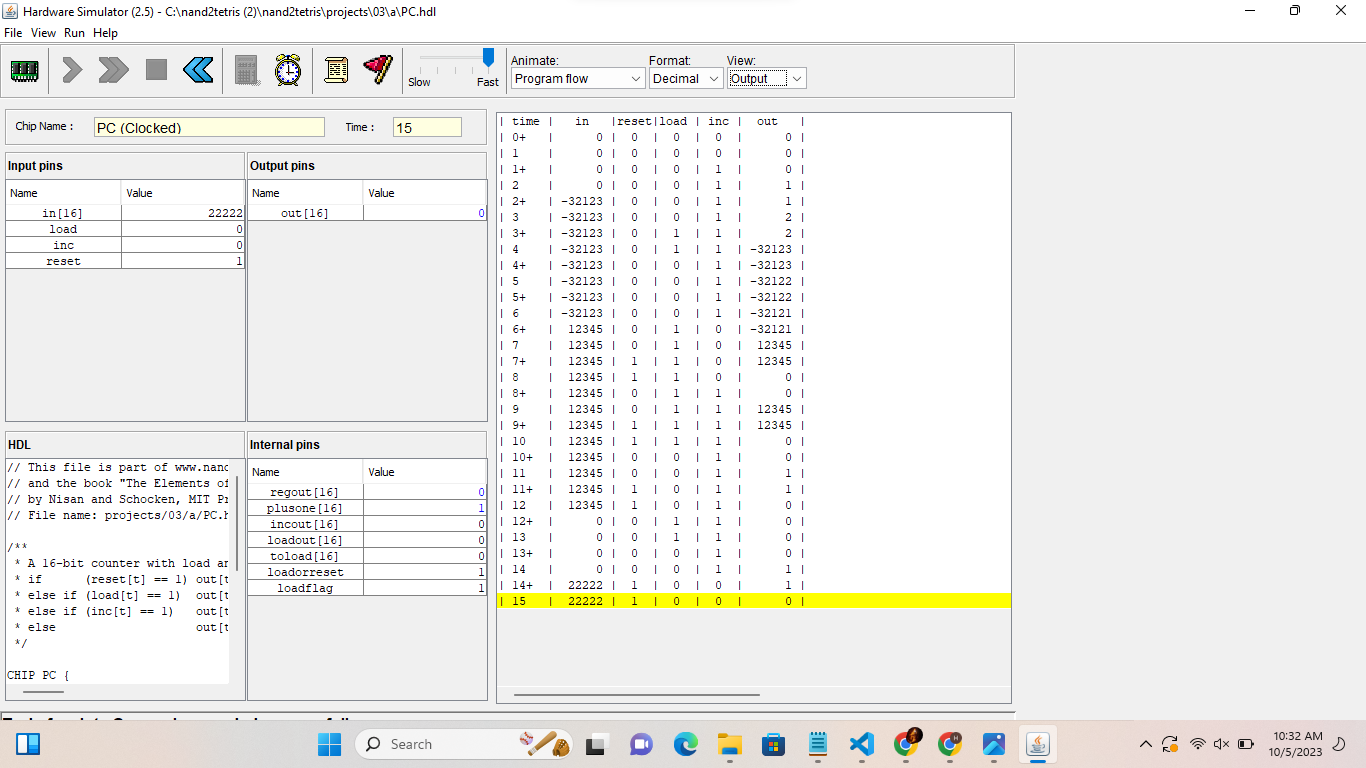 Hardware Simulator (2.5) - C:\nand2tetris (2)\nand2tetris\projects\03\a\PC.hdl
File View Run Help
Slow Fast
Animate:
Program flow
Format:
Decimal
View:
Output
Chip Name : PC (Clocked) Time : 15
Input pins
Name Value
in[16] 22222
load 0
inc 0
reset 1
Output pins
Name Value
out[16] 0
HDL
// This file is part of www.nand
// and the book "The Elements of
// by Nisan and Schocken, MIT Pr
// File name: projects/03/a/PC.h
/**
* A 16-bit counter with load an
* if (reset[t] == 1) out[t
* else if (load[t] == 1) out[t
* else if (inc[t] == 1) out[t
* else out[t
*/
CHIP PC {
Internal pins
Name Value
regout[16] 0
plusone[16] 1
incout[16] 0
loadout[16] 0
toload[16] 0
loadorreset 1
loadflag 1
| time | in |reset|load | inc | out |
| 0+ | 0 | 0 | 0 | 0 | 0 |
| 1 | 0 | 0 | 0 | 0 | 0 |
| 1+ | 0 | 0 | 0 | 1 | 0 |
| 2 | 0 | 0 | 0 | 1 | 1 |
| 2+ | -32123 | 0 | 0 | 1 | 1 |
| 3 | -32123 | 0 | 0 | 1 | 2 |
| 3+ | -32123 | 0 | 1 | 1 | 2 |
| 4 | -32123 | 0 | 1 | 1 | -32123 |
| 4+ | -32123 | 0 | 0 | 1 | -32123 |
| 5 | -32123 | 0 | 0 | 1 | -32122 |
| 5+ | -32123 | 0 | 0 | 1 | -32122 |
| 6 | -32123 | 0 | 0 | 1 | -32121 |
| 6+ | 12345 | 0 | 1 | 0 | -32121 |
| 7 | 12345 | 0 | 1 | 0 | 12345 |
| 7+ | 12345 | 1 | 1 | 0 | 12345 |
| 8 | 12345 | 1 | 1 | 0 | 0 |
| 8+ | 12345 | 0 | 1 | 1 | 0 |
| 9 | 12345 | 0 | 1 | 1 | 12345 |
| 9+ | 12345 | 1 | 1 | 1 | 12345 |
| 10 | 12345 | 1 | 1 | 1 | 0 |
| 10+ | 12345 | 0 | 0 | 1 | 0 |
| 11 | 12345 | 0 | 0 | 1 | 1 |
| 11+ | 12345 | 1 | 0 | 1 | 1 |
| 12 | 12345 | 1 | 0 | 1 | 0 |
| 12+ | 0 | 0 | 1 | 1 | 0 |
| 13 | 0 | 0 | 1 | 1 | 0 |
| 13+ | 0 | 0 | 0 | 1 | 0 |
| 14 | 0 | 0 | 0 | 1 | 1 |
| 14+ | 22222 | 1 | 0 | 0 | 1 |
| 15 | 22222 | 1 | 0 | 0 | 0 |
Search
10:32 AM
10/5/2023